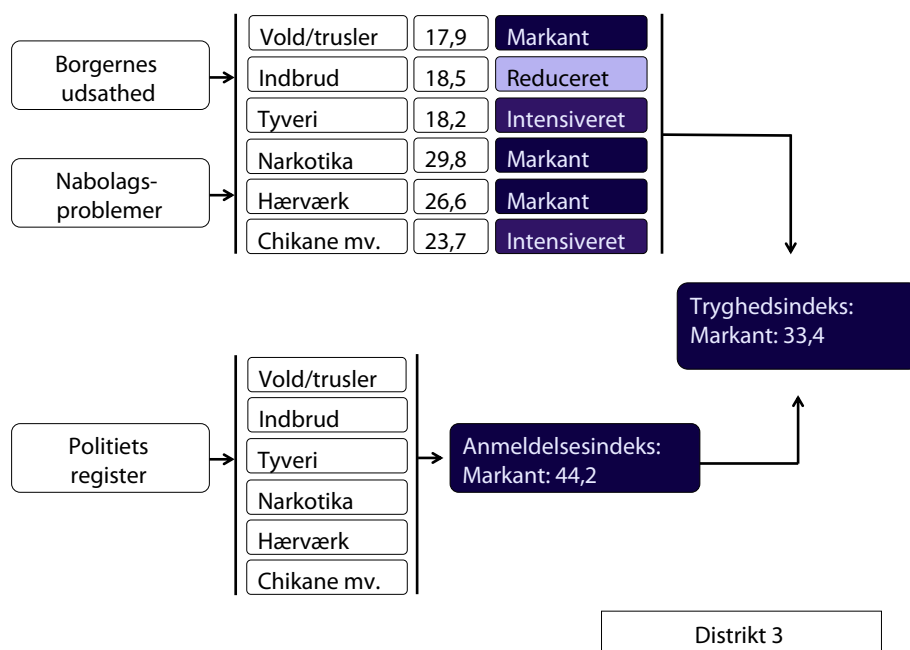 Borgernes
udsathed
Nabolags-
problemer
Vold/trusler 17,9 Markant
Indbrud 18,5 Reduceret
Tyveri 18,2 Intensiveret
Narkotika 29,8 Markant
Hærværk 26,6 Markant
Chikane mv. 23,7 Intensiveret
Tryghedsindeks:
Markant: 33,4
Politiets
register
Vold/trusler
Indbrud
Tyveri
Narkotika
Hærværk
Chikane mv.
Anmeldelsesindeks:
Markant: 44,2
Distrikt 3